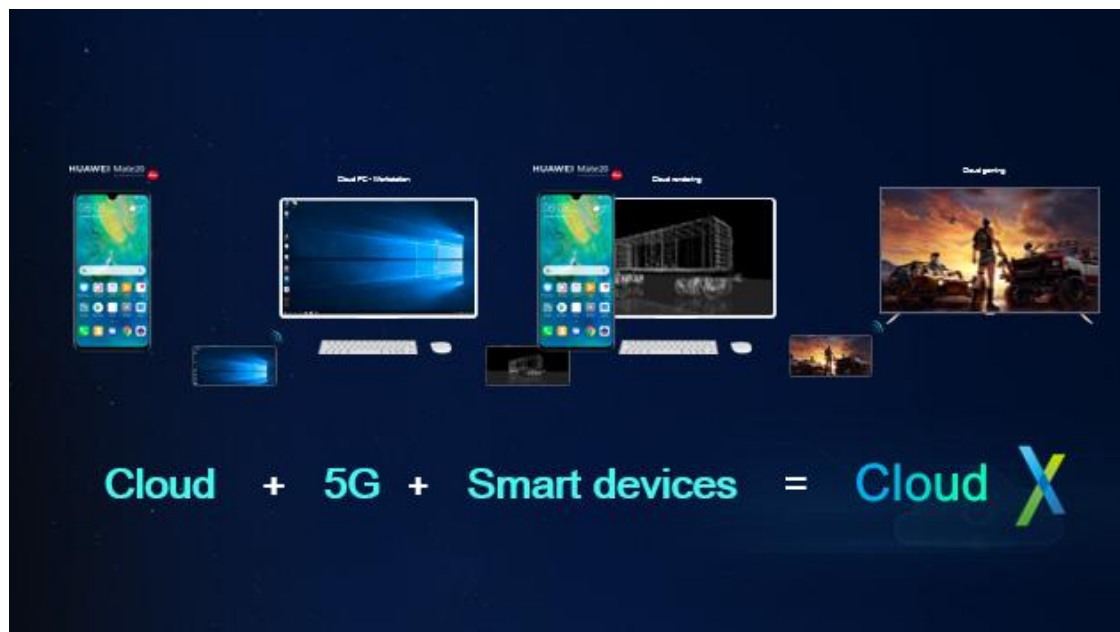 HUAWEI Mate20
Cloud PC - Workstation
HUAWEI Mate20
Cloud rendering
Cloud gaming
Cloud + 5G + Smart devices = Cloud X